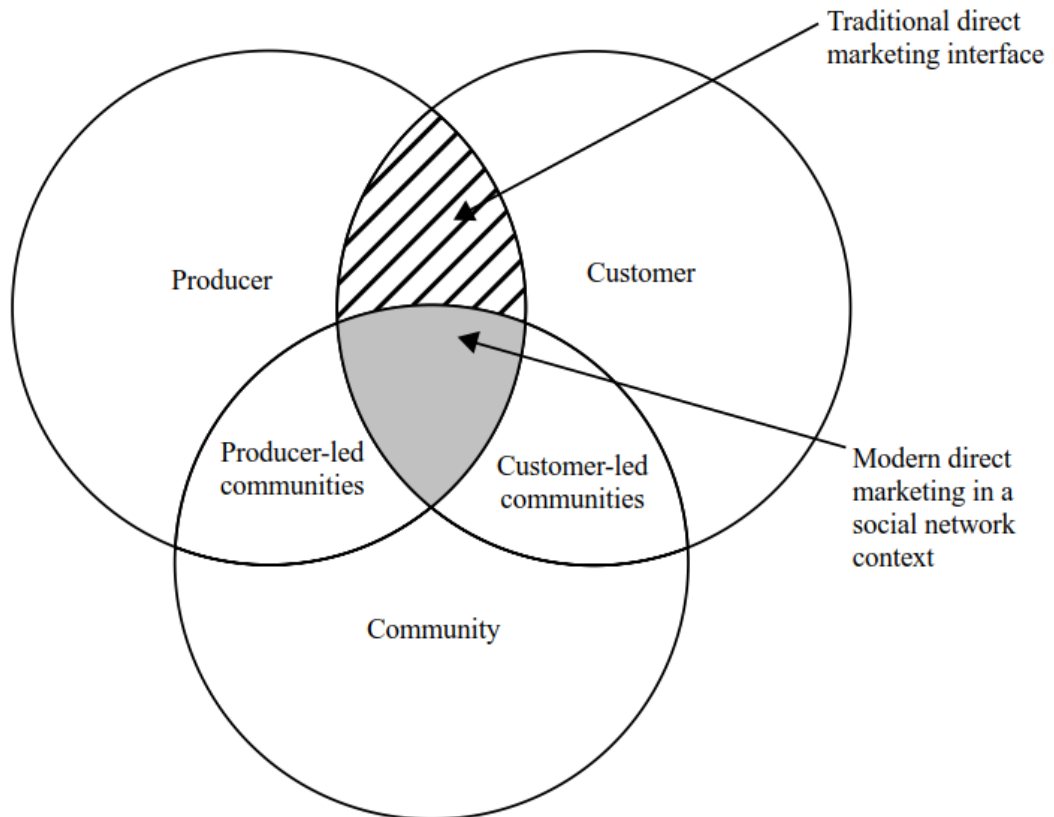 Traditional direct
marketing interface
Producer
Customer
Producer-led
communities
Customer-led
communities
Modern direct
marketing in a
social network
context
Community